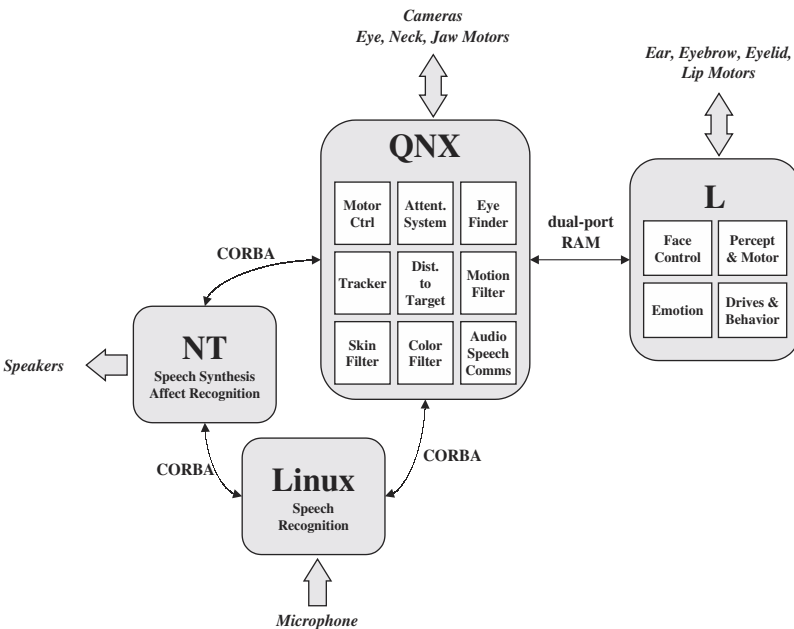 Cameras
Eye, Neck, Jaw Motors
Ear, Eyebrow, Eyelid,
Lip Motors
QNX
Motor
Ctrl
Attent.
System
Eye
Finder
Tracker
Dist.
to
Target
Motion
Filter
Skin
Filter
Color
Filter
Audio
Speech
Comms
dual-port
RAM
L
Face
Control
Percept
& Motor
Emotion
Drives &
Behavior
CORBA
NT
Speech Synthesis
Affect Recognition
Speakers
CORBA
CORBA
Linux
Speech
Recognition
Microphone